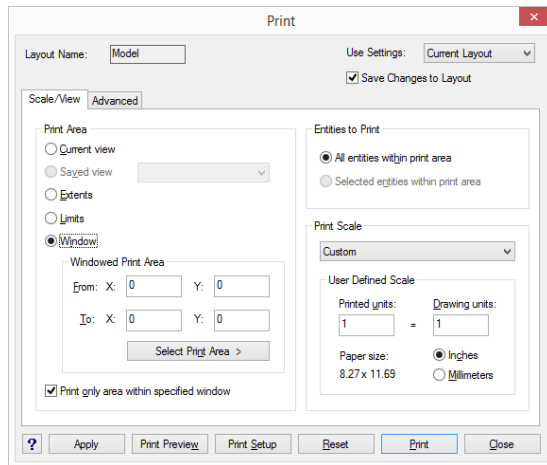 Print
Layout Name: Model
Use Settings: Current Layout
Save Changes to Layout
Scale/View Advanced
Print Area
Current view
Saved view
Extents
Limits
Window
Windowed Print Area
From: X: 0 Y: 0
To: X: 0 Y: 0
Select Print Area >
Print only area within specified window
Entities to Print
All entities within print area
Selected entities within print area
Print Scale
Custom
User Defined Scale
Printed units: Drawing units:
1 = 1
Paper size: Inches
8.27 x 11.69 Millimeters
? Apply Print Preview Print Setup Reset Print Close